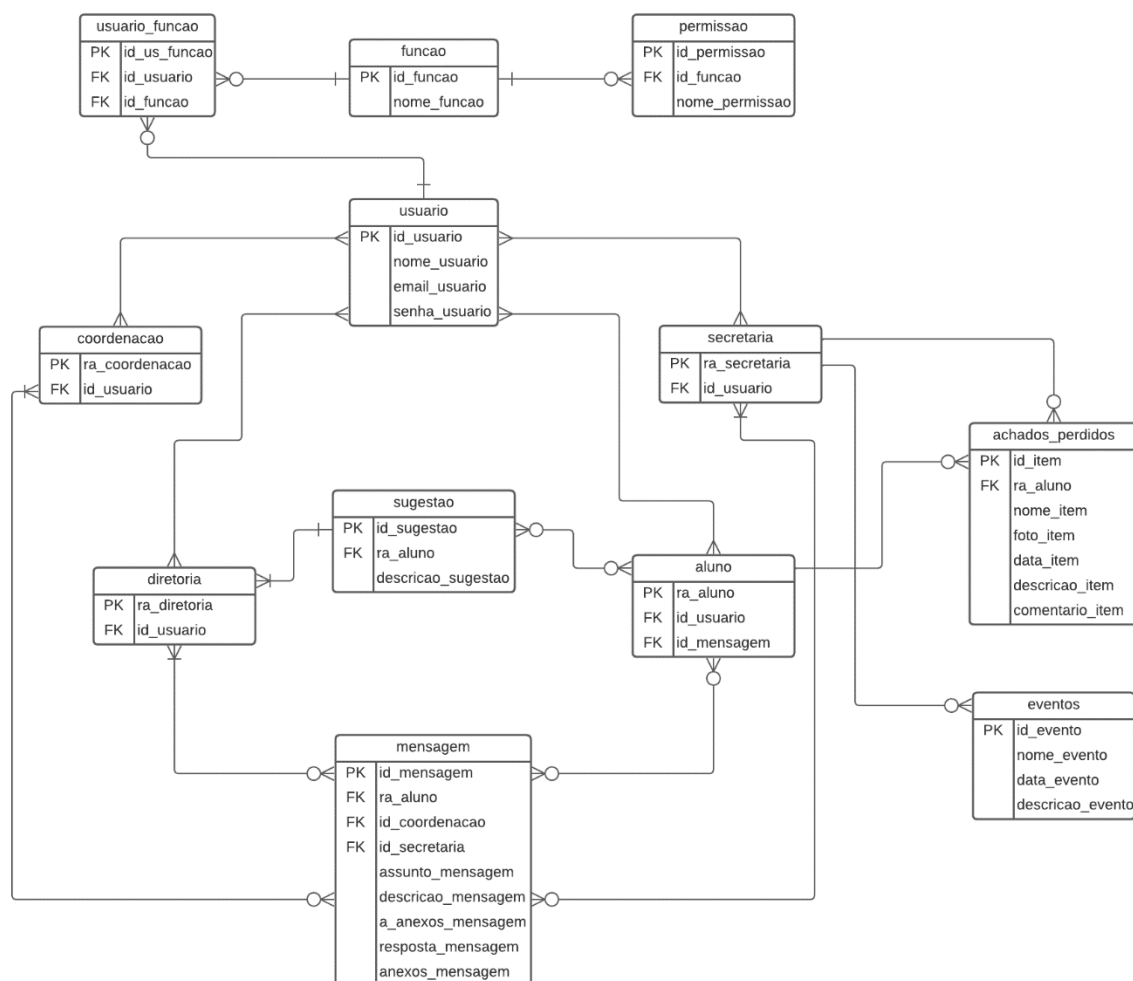 usuario_funcao
PK id_us_funcao
FK id_usuario
FK id_funcao
funcao
PK id_funcao
nome_funcao
permissao
PK id_permissao
FK id_funcao
nome_permissao
usuario
PK id_usuario
nome_usuario
email_usuario
senha_usuario
coordenacao
PK ra_coordenacao
FK id_usuario
secretaria
PK ra_secretaria
FK id_usuario
achados_perdidos
PK id_item
FK ra_aluno
nome_item
foto_item
data_item
descricao_item
comentario_item
sugestao
PK id_sugestao
FK ra_aluno
descricao_sugestao
diretoria
PK ra_diretoria
FK id_usuario
aluno
PK ra_aluno
FK id_usuario
FK id_mensagem
eventos
PK id_evento
nome_evento
data_evento
descricao_evento
mensagem
PK id_mensagem
FK ra_aluno
FK id_coordenacao
FK id_secretaria
assunto_mensagem
descricao_mensagem
a_anexos_mensagem
resposta_mensagem
anexos_mensagem